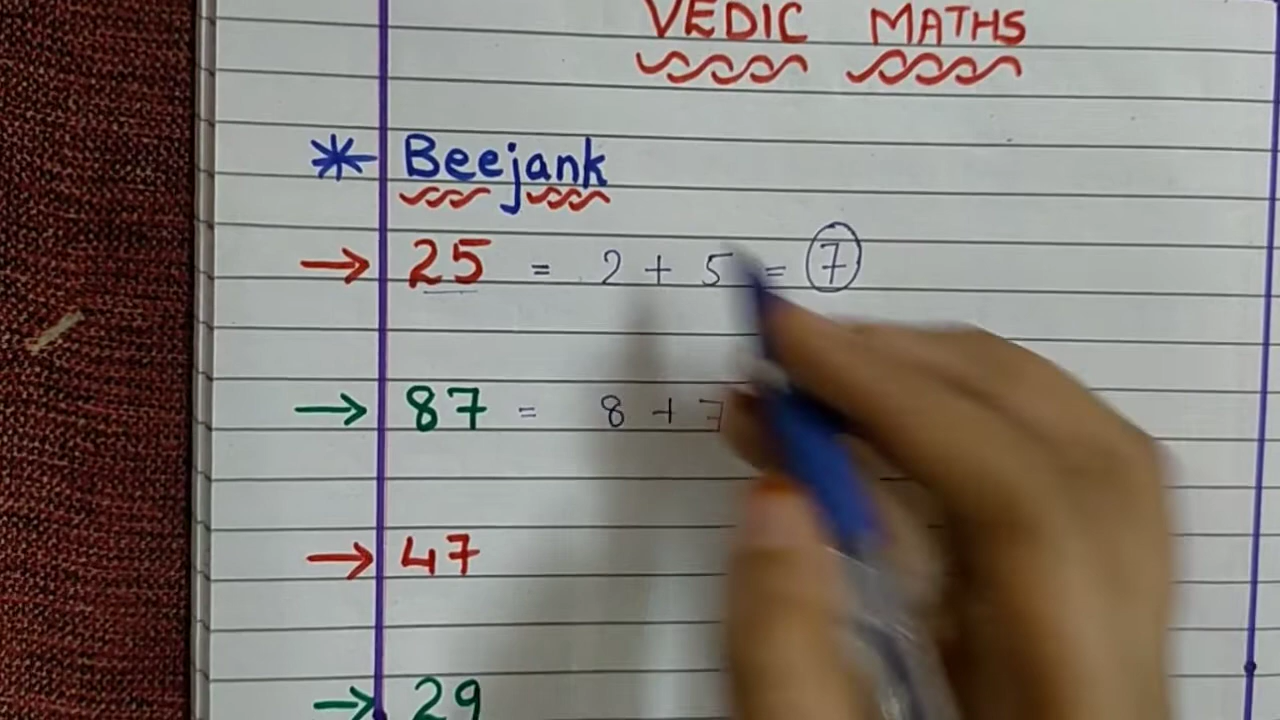 VEDIC MATHS
* Beejank
→ 25 = 2 + 5 = 7
→ 87 = 8 + 7
→ 47
→ 29